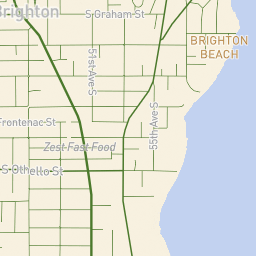 S Graham St
Brighton
51st Ave S
BRIGHTON
BEACH
Frontenac St
55th Ave S
Zest Fast Food
S Othello St